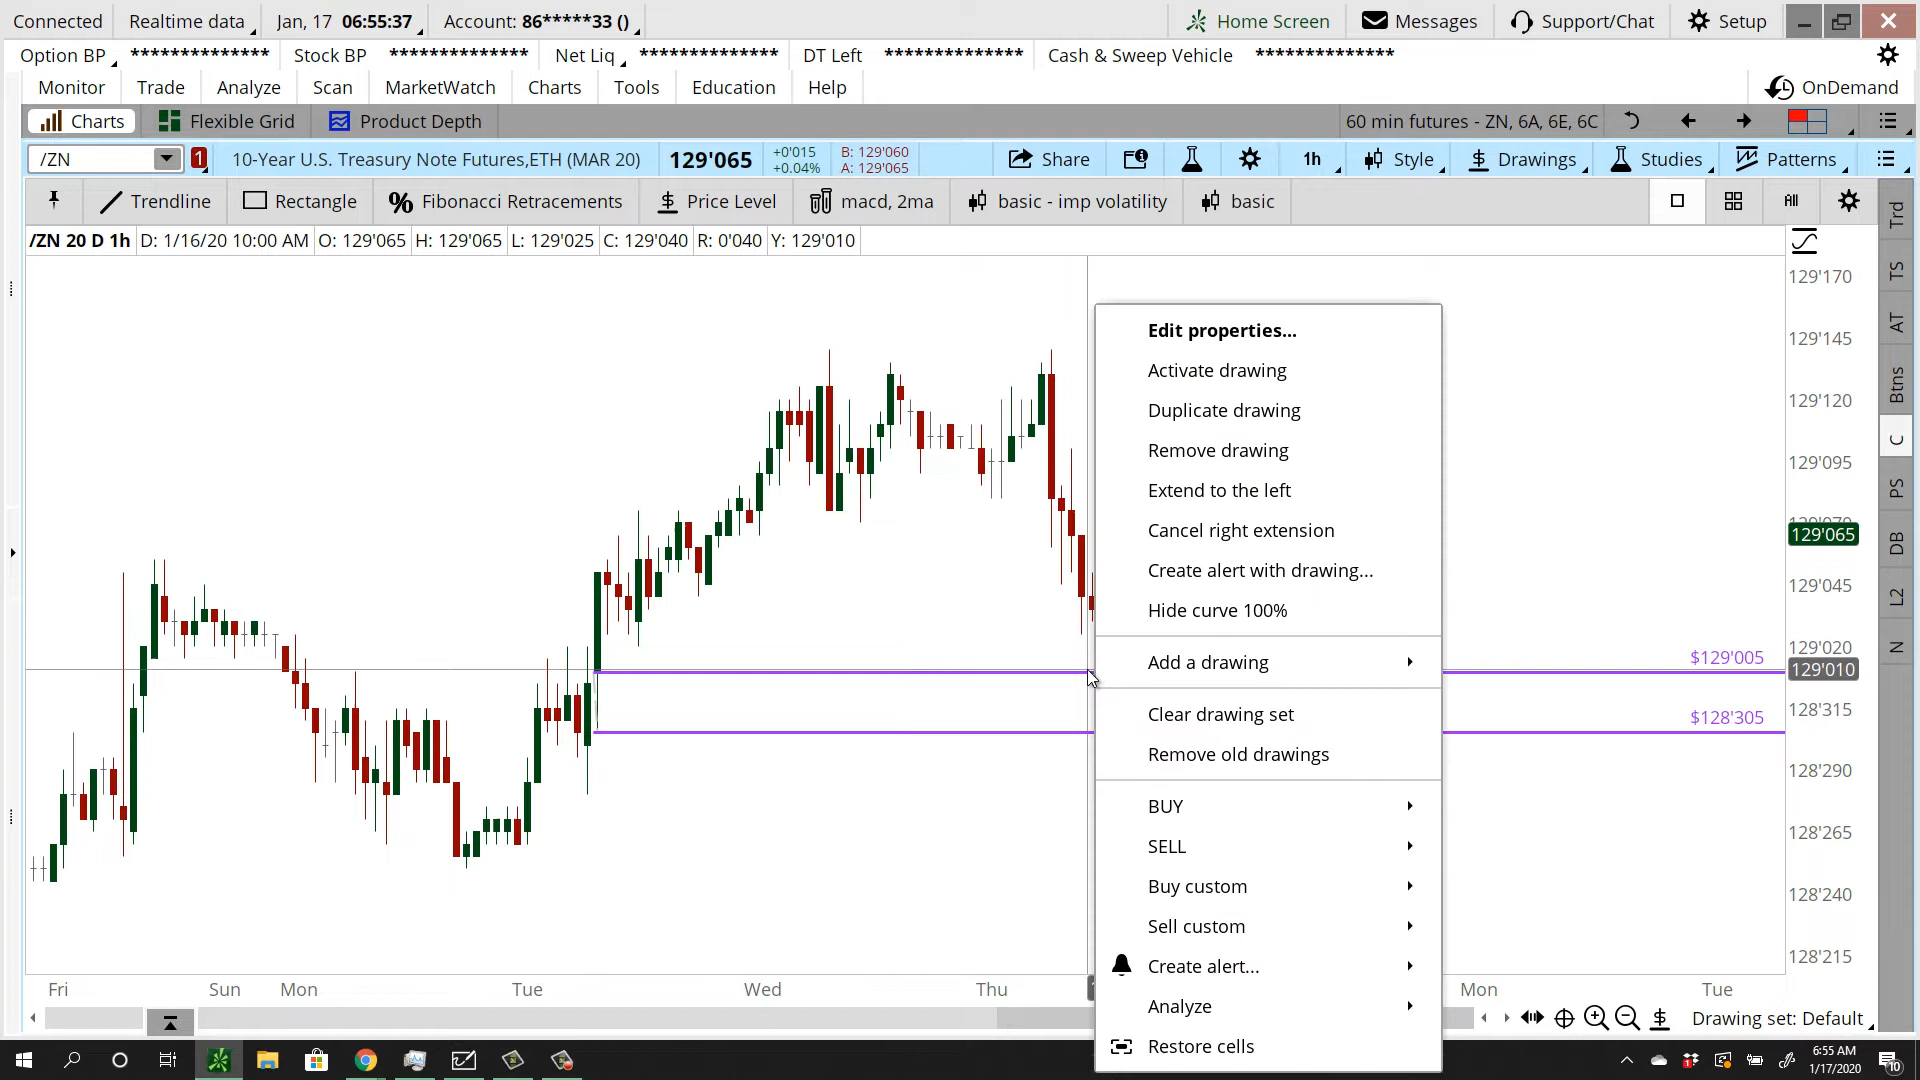 Connected Realtime data Jan, 17 06:55:37 Account: 86*****33 () Home Screen Messages Support/Chat Setup
Option BP ************** Stock BP ************** Net Liq ************** DT Left ************** Cash & Sweep Vehicle **************
Monitor Trade Analyze Scan MarketWatch Charts Tools Education Help OnDemand
Charts Flexible Grid Product Depth 60 min futures - ZN, 6A, 6E, 6C
/ZN 1 10-Year U.S. Treasury Note Futures,ETH (MAR 20) 129'065 +0'015 B: 129'060 Share 1h Style Drawings Studies Patterns
+0.04% A: 129'065
Trendline Rectangle Fibonacci Retracements Price Level macd, 2ma basic - imp volatility basic All
/ZN 20 D 1h D: 1/16/20 10:00 AM O: 129'065 H: 129'065 L: 129'025 C: 129'040 R: 0'040 Y: 129'010
Trd
TS
AT
Btns
C
PS
DB
L2
N
129'170
129'145
129'120
129'095
129'065
129'045
129'020
129'010
128'315
128'290
128'265
128'240
128'215
$129'005
$128'305
Edit properties...
Activate drawing
Duplicate drawing
Remove drawing
Extend to the left
Cancel right extension
Create alert with drawing...
Hide curve 100%
Add a drawing
Clear drawing set
Remove old drawings
BUY
SELL
Buy custom
Sell custom
Create alert...
Analyze
Restore cells
Fri Sun Mon Tue Wed Thu Mon Tue
Drawing set: Default
6:55 AM
1/17/2020
10